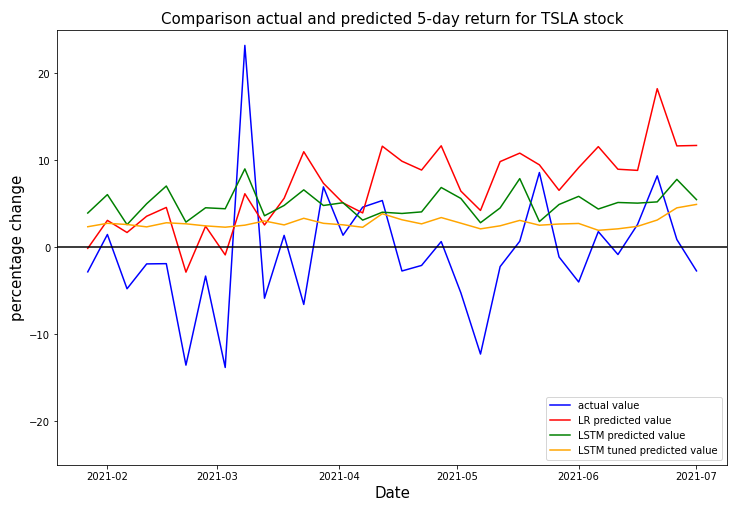 Comparison actual and predicted 5-day return for TSLA stock
percentage change
20
10
0
−10
−20
2021-02
2021-03
2021-04
2021-05
2021-06
2021-07
Date
actual value
LR predicted value
LSTM predicted value
LSTM tuned predicted value